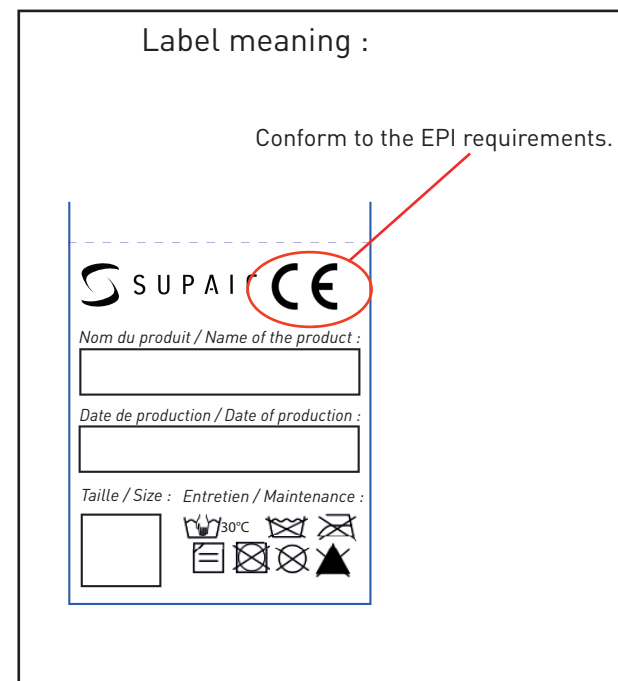 Label meaning :
Conform to the EPI requirements.
SUPAIR CE
Nom du produit / Name of the product :
Date de production / Date of production :
Taille / Size : Entretien / Maintenance :
30°C